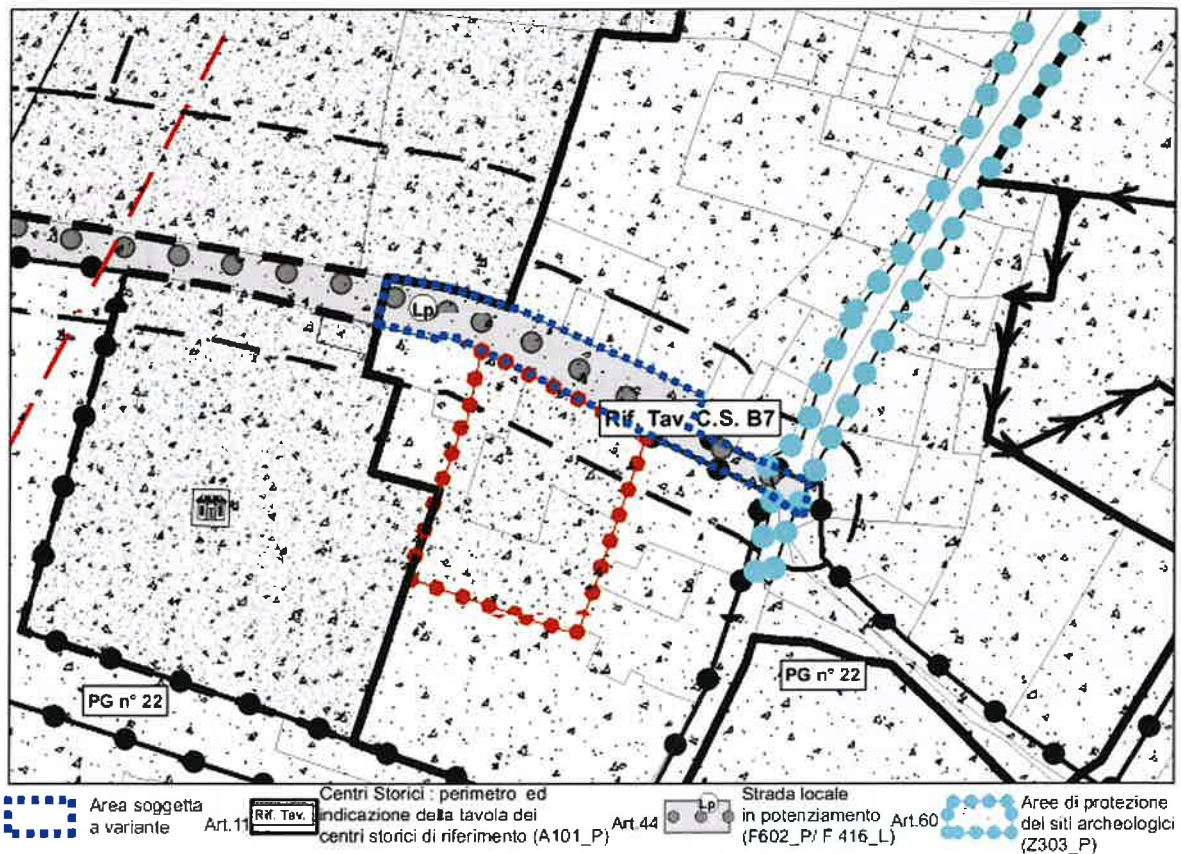 Lp
Rif. Tav. C.S. B7
PG n° 22
PG n° 22
Area soggetta
a variante
Art.11
Rif. Tav.
Centri Storici : perimetro ed
indicazione della tavola dei
centri storici di riferimento (A101_P)
Art.44
Lp
Strada locale
in potenziamento
(F602_P/ F 416_L)
Art.60
Aree di protezione
dei siti archeologici
(Z303_P)